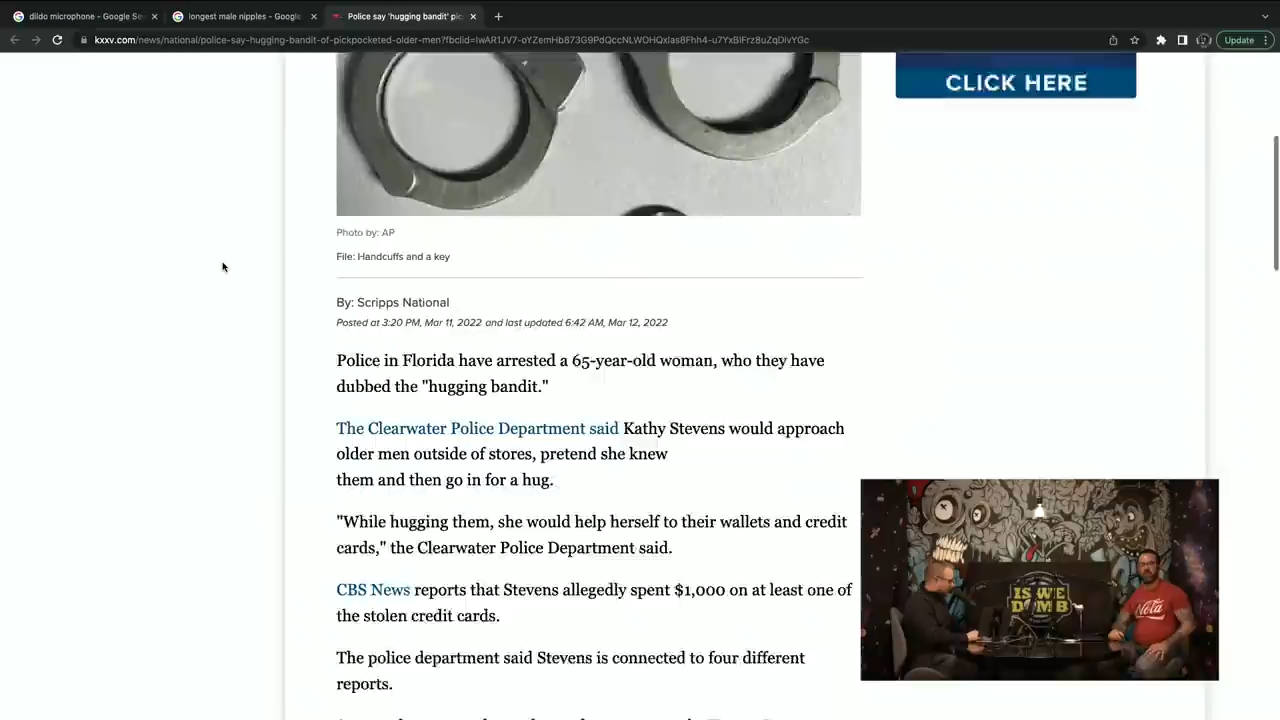 dildo microphone - Google Se
longest male nipples - Google
Police say 'hugging bandit' pic
kxxv.com/news/national/police-say-hugging-bandit-of-pickpocketed-older-men?fbclid=IwAR1JV7-oYZemHb873G9PdQccNLWOHQxIas8Fhh4-u7YxBIFrz8uZqDivYGc
Update
CLICK HERE
Photo by: AP
File: Handcuffs and a key
By: Scripps National
Posted at 3:20 PM, Mar 11, 2022 and last updated 6:42 AM, Mar 12, 2022
Police in Florida have arrested a 65-year-old woman, who they have
dubbed the "hugging bandit."
The Clearwater Police Department said Kathy Stevens would approach
older men outside of stores, pretend she knew
them and then go in for a hug.
"While hugging them, she would help herself to their wallets and credit
cards," the Clearwater Police Department said.
CBS News reports that Stevens allegedly spent $1,000 on at least one of
the stolen credit cards.
The police department said Stevens is connected to four different
reports.
IS WE
DUMB
Nola